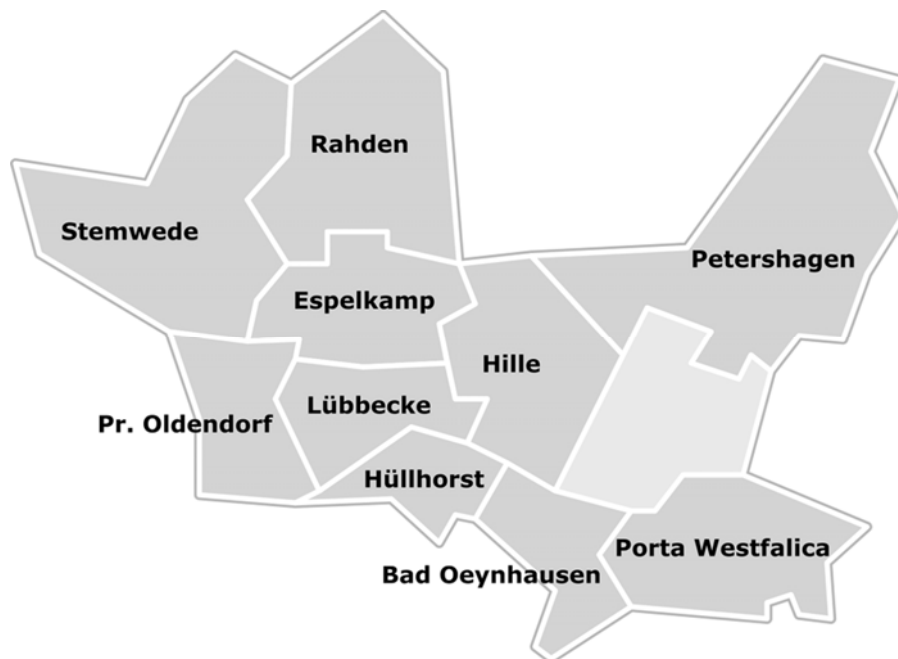 Rahden
Stemwede
Petershagen
Espelkamp
Hille
Lübbecke
Pr. Oldendorf
Hüllhorst
Porta Westfalica
Bad Oeynhausen